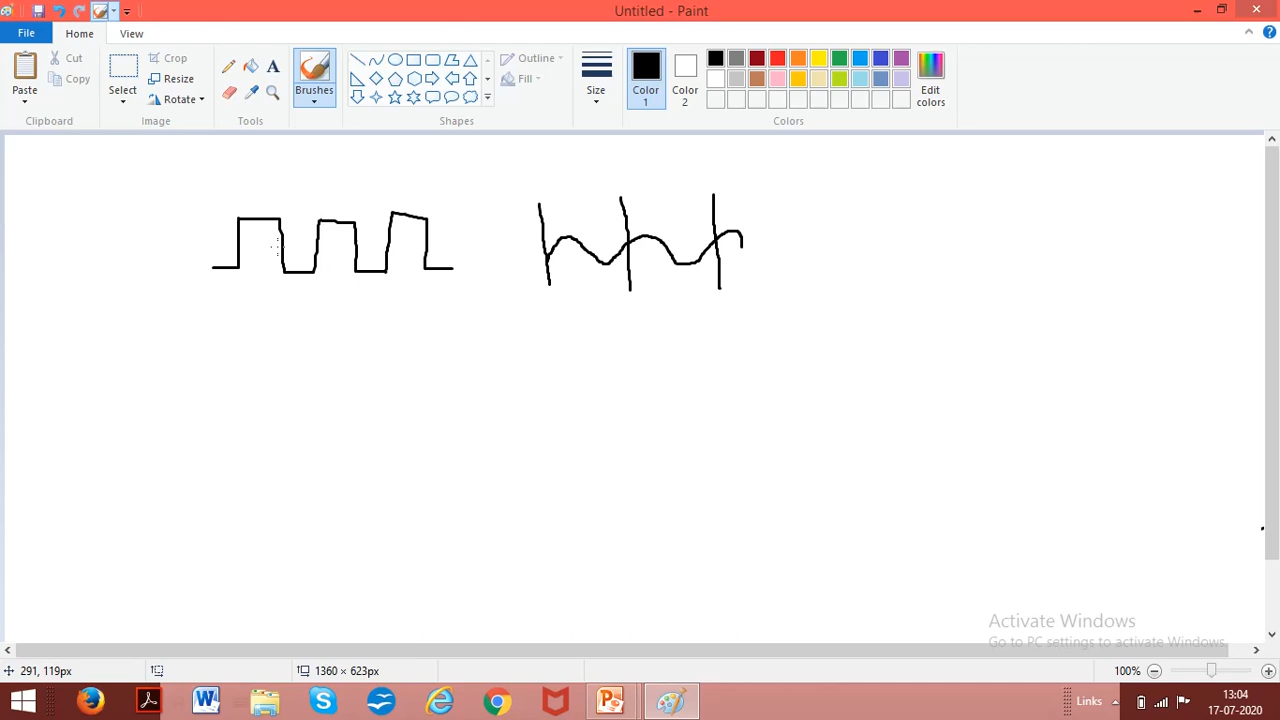 Untitled - Paint
File Home View
Paste
Cut
Copy
Clipboard
Select
Crop
Resize
Rotate
Image
A
Tools
Brushes
Shapes
Outline
Fill
Size
Color 1
Color 2
Edit colors
Colors
Activate Windows
Go to PC settings to activate Windows.
291, 119px
1360 × 623px
100%
Links
13:04
17-07-2020